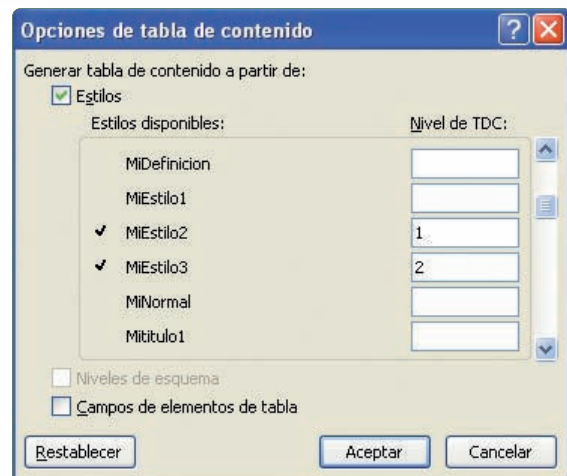 Opciones de tabla de contenido
Generar tabla de contenido a partir de:
Estilos
Estilos disponibles: Nivel de TDC:
MiDefinicion
MiEstilo1
MiEstilo2 1
MiEstilo3 2
MiNormal
Mititulo1
Niveles de esquema
Campos de elementos de tabla
Restablecer Aceptar Cancelar